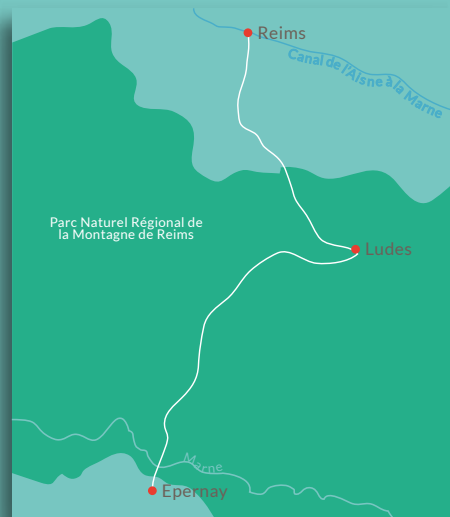 Reims
Canal de l'Aisne à la Marne
Parc Naturel Régional de
la Montagne de Reims
Ludes
Marne
Epernay